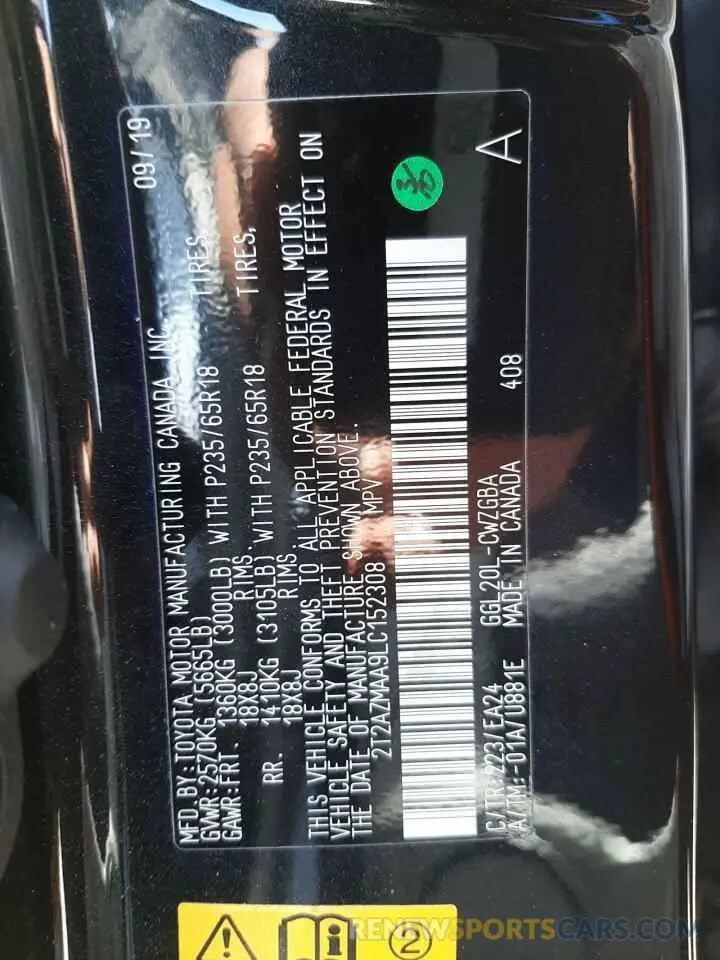 MFD.BY:TOYOTA MOTOR MANUFACTURING CANADA INC. 09/19
GVWR:2570KG (5665LB)
GAWR:FRT. 1360KG (3000LB) WITH P235/65R18 TIRES,
18X8J RIMS.
RR. 1410KG (3105LB) WITH P235/65R18 TIRES,
18X8J RIMS.
THIS VEHICLE CONFORMS TO ALL APPLICABLE FEDERAL MOTOR
VEHICLE SAFETY AND THEFT PREVENTION STANDARDS IN EFFECT ON
THE DATE OF MANUFACTURE SHOWN ABOVE.
2T2AZMAA9LC152308 MPV
C/TR:223/EA24 GGL20L-CWZGBA A
A/TM:-01A/U881E MADE IN CANADA 408
2
RENEWSPORTSCARS.COM